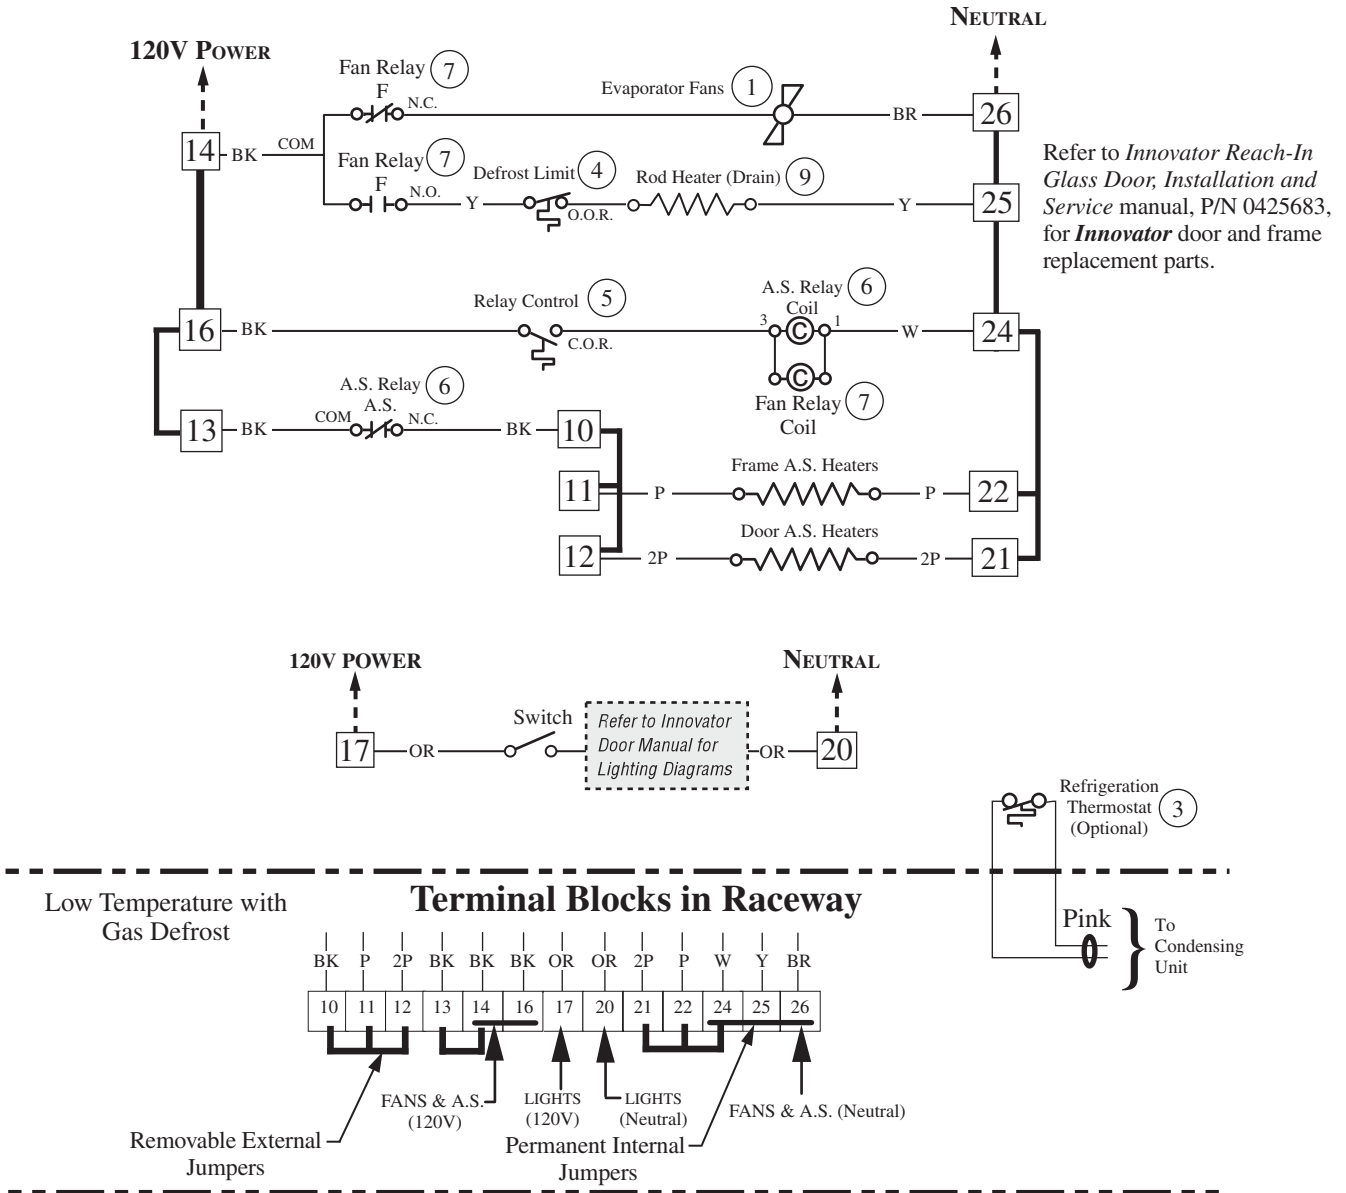 NEUTRAL
120V POWER
Fan Relay 7
F
N.C.
Evaporator Fans 1
BR
26
14
BK
COM
Fan Relay 7
F
N.O.
Y
Defrost Limit 4
O.O.R.
Rod Heater (Drain) 9
Y
25
Refer to Innovator Reach-In
Glass Door, Installation and
Service manual, P/N 0425683,
for Innovator door and frame
replacement parts.
Relay Control 5
C.O.R.
A.S. Relay 6
Coil
3
C
1
16
BK
W
24
C
Fan Relay 7
Coil
A.S. Relay 6
A.S.
COM
N.C.
13
BK
BK
10
Frame A.S. Heaters
11
P
P
22
Door A.S. Heaters
12
2P
2P
21
120V POWER
NEUTRAL
17
OR
Switch
Refer to Innovator
Door Manual for
Lighting Diagrams
OR
20
Refrigeration
Thermostat 3
(Optional)
Low Temperature with
Gas Defrost
Terminal Blocks in Raceway
Pink
To
Condensing
Unit
BK P 2P BK BK BK OR OR 2P P W Y BR
10 11 12 13 14 16 17 20 21 22 24 25 26
FANS & A.S.
(120V)
LIGHTS
(120V)
LIGHTS
(Neutral)
FANS & A.S. (Neutral)
Removable External
Jumpers
Permanent Internal
Jumpers